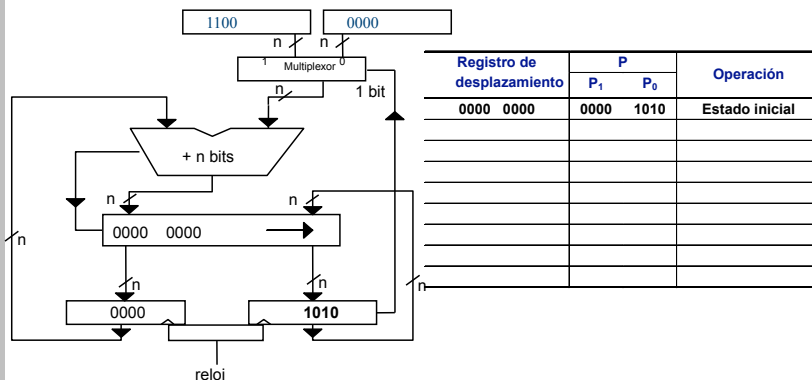 1100 0000
n n
1 Multiplexor 0
n 1 bit
+ n bits
n n
0000 0000
n n
n n
0000 1010
reloj
Registro de desplazamiento P Operación
P1 P0
0000 0000 0000 1010 Estado inicial